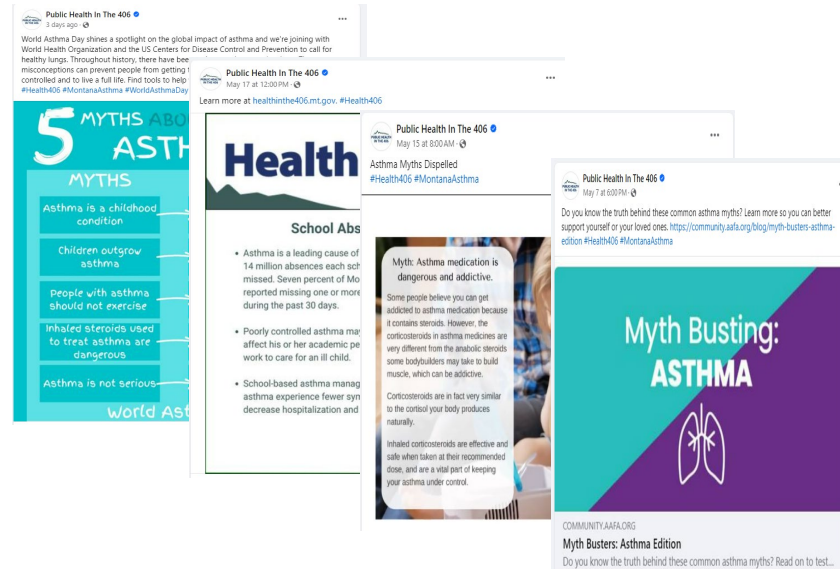 Public Health In The 406
3 days ago ·
World Asthma Day shines a spotlight on the global impact of asthma and we're joining with
World Health Organization and the US Centers for Disease Control and Prevention to call for
healthy lungs. Throughout history, there have bee
misconceptions can prevent people from getting
controlled and to live a full life. Find tools to help
#Health406 #MontanaAsthma #WorldAsthmaDay
5 MYTHS ABO
ASTH
MYTHS
Asthma is a childhood
condition
Children outgrow
asthma
People with asthma
should not exercise
Inhaled steroids used
to treat asthma are
dangerous
Asthma is not serious
World Ast
Public Health In The 406
May 17 at 12:00 PM ·
Learn more at healthinthe406.mt.gov. #Health406
Health
School Abs
• Asthma is a leading cause of
14 million absences each sch
missed. Seven percent of Mo
reported missing one or more
during the past 30 days.
• Poorly controlled asthma may
affect his or her academic pe
work to care for an ill child.
• School-based asthma manag
asthma experience fewer sym
decrease hospitalization and
Public Health In The 406
May 15 at 8:00 AM ·
Asthma Myths Dispelled
#Health406 #MontanaAsthma
Myth: Asthma medication is
dangerous and addictive.
Some people believe you can get
addicted to asthma medication because
it contains steroids. However, the
corticosteroids in asthma medicines are
very different from the anabolic steroids
some bodybuilders may take to build
muscle, which can be addictive.
Corticosteroids are in fact very similar
to the cortisol your body produces
naturally.
Inhaled corticosteroids are effective and
safe when taken at their recommended
dose, and are a vital part of keeping
your asthma under control.
Public Health In The 406
May 7 at 6:00 PM ·
Do you know the truth behind these common asthma myths? Learn more so you can better
support yourself or your loved ones. https://community.aafa.org/blog/myth-busters-asthma-
edition #Health406 #MontanaAsthma
Myth Busting:
ASTHMA
COMMUNITY.AAFA.ORG
Myth Busters: Asthma Edition
Do you know the truth behind these common asthma myths? Read on to test...